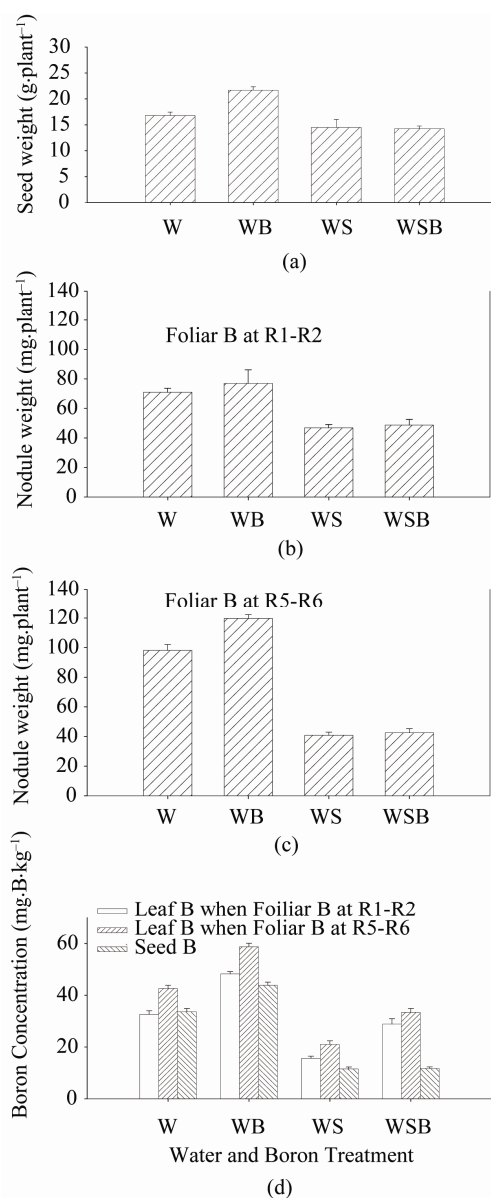 30
25
20
15
10
5
0
Seed weight (g.plant⁻¹)
W WB WS WSB
(a)
140
120
100
80
60
40
20
0
Nodule weight (mg.plant⁻¹)
Foliar B at R1-R2
W WB WS WSB
(b)
140
120
100
80
60
40
20
0
Nodule weight (mg.plant⁻¹)
Foliar B at R5-R6
W WB WS WSB
(c)
Boron Concentration (mg.B·kg⁻¹)
Leaf B when Foiliar B at R1-R2
Leaf B when Foliar B at R5-R6
Seed B
60
40
20
0
W WB WS WSB
Water and Boron Treatment
(d)